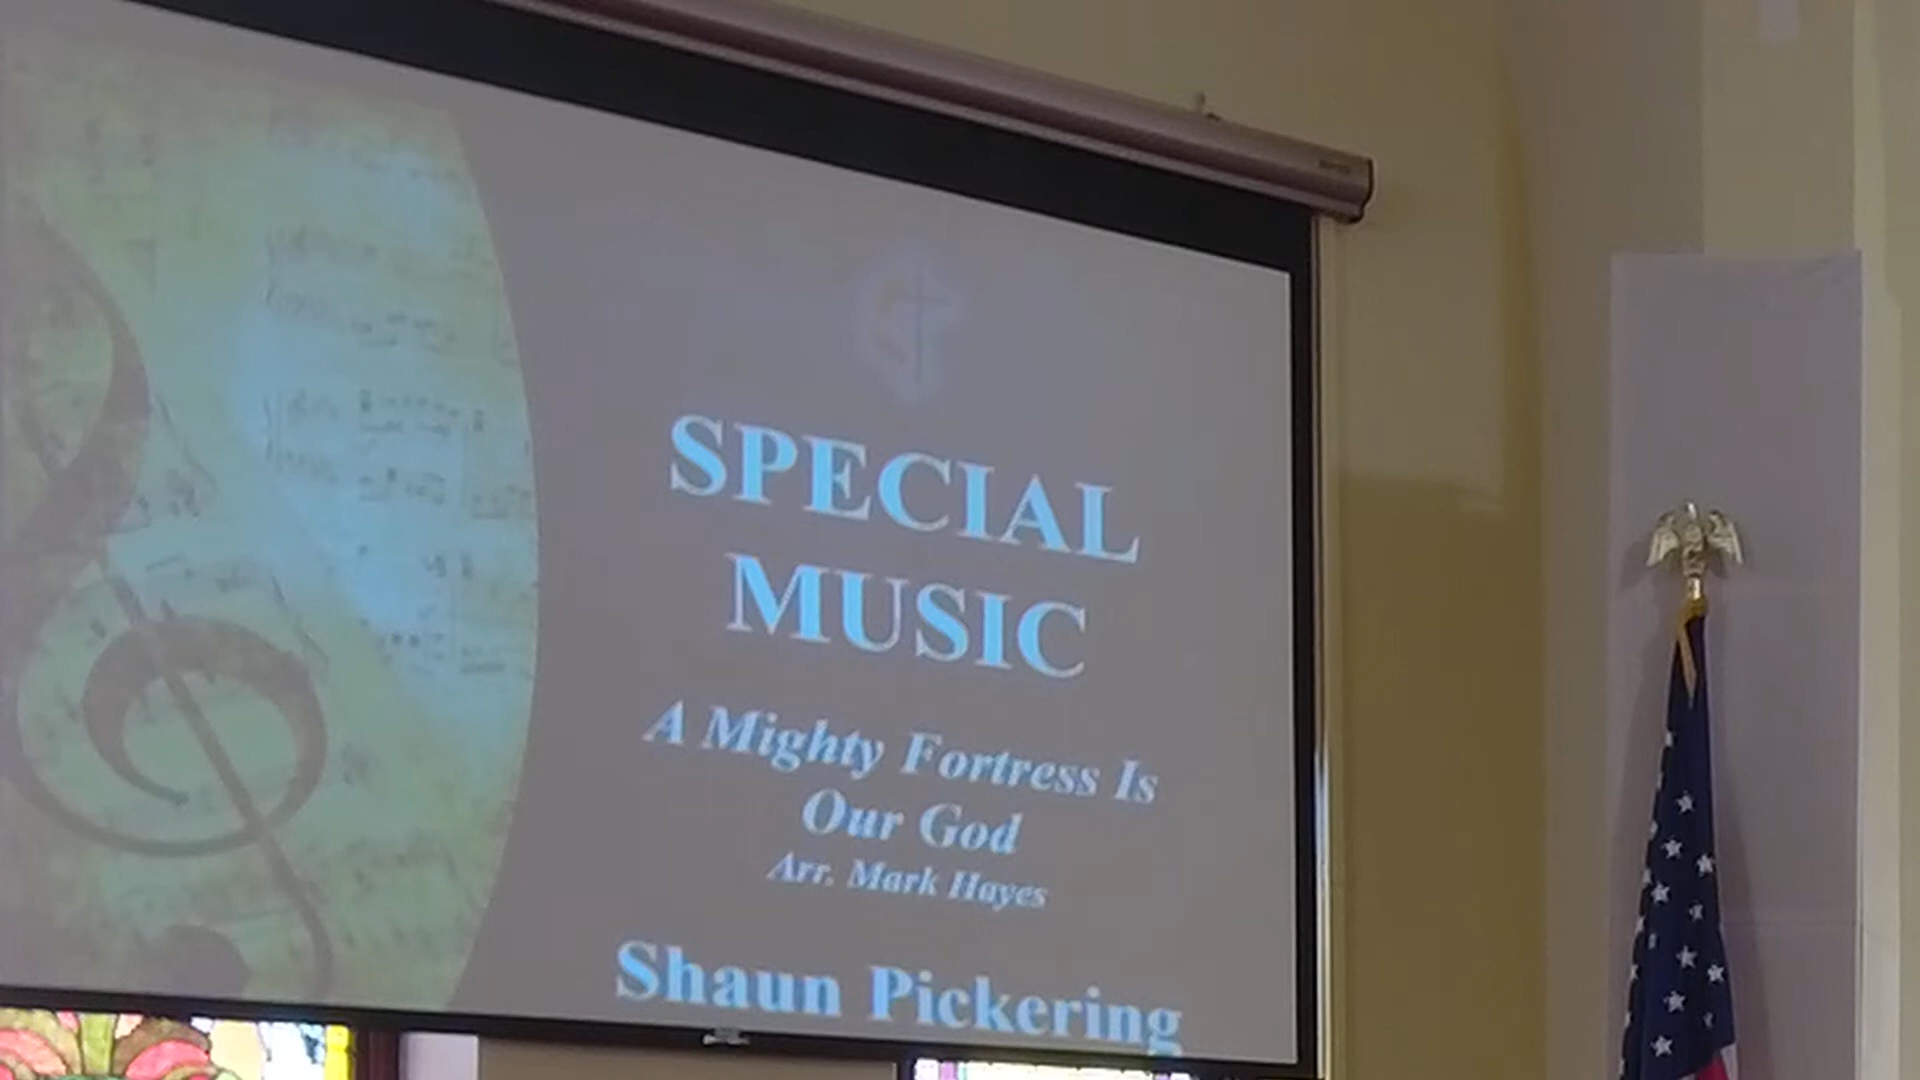 SPECIAL
MUSIC
A Mighty Fortress Is
Our God
Arr. Mark Hayes
Shaun Pickering